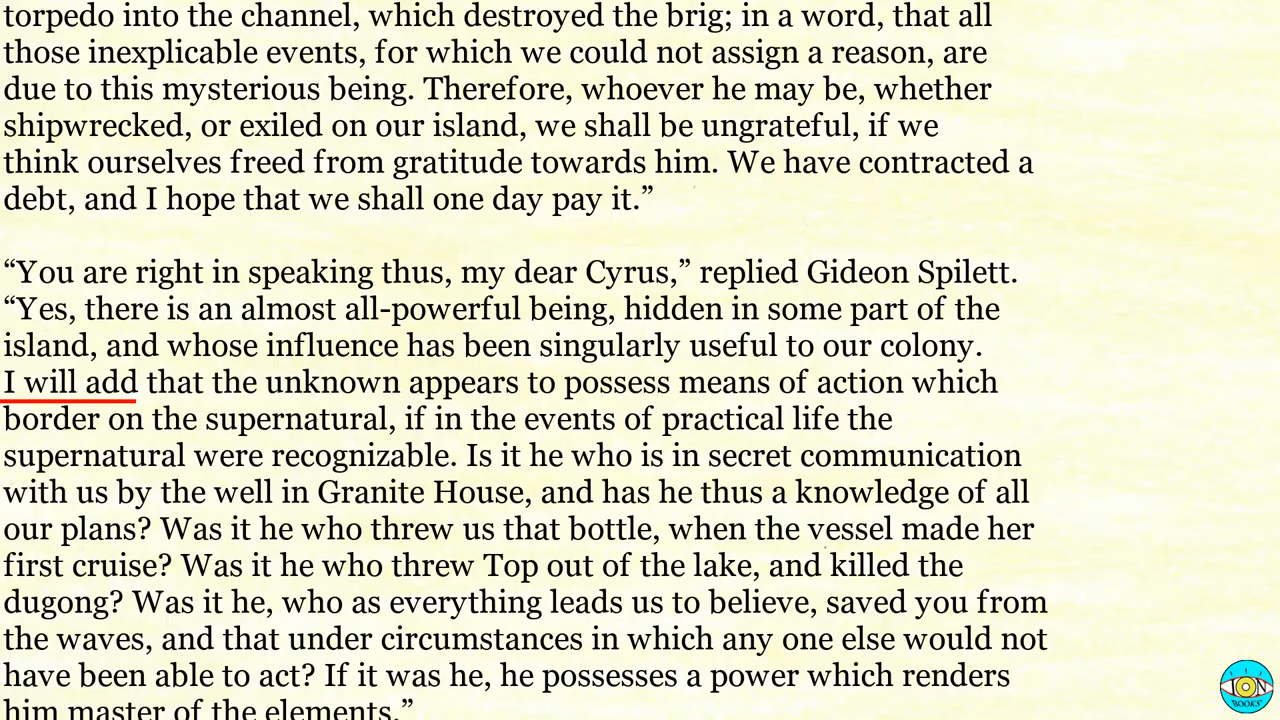 torpedo into the channel, which destroyed the brig; in a word, that all
those inexplicable events, for which we could not assign a reason, are
due to this mysterious being. Therefore, whoever he may be, whether
shipwrecked, or exiled on our island, we shall be ungrateful, if we
think ourselves freed from gratitude towards him. We have contracted a
debt, and I hope that we shall one day pay it.”
“You are right in speaking thus, my dear Cyrus,” replied Gideon Spilett.
“Yes, there is an almost all-powerful being, hidden in some part of the
island, and whose influence has been singularly useful to our colony.
I will add that the unknown appears to possess means of action which
border on the supernatural, if in the events of practical life the
supernatural were recognizable. Is it he who is in secret communication
with us by the well in Granite House, and has he thus a knowledge of all
our plans? Was it he who threw us that bottle, when the vessel made her
first cruise? Was it he who threw Top out of the lake, and killed the
dugong? Was it he, who as everything leads us to believe, saved you from
the waves, and that under circumstances in which any one else would not
have been able to act? If it was he, he possesses a power which renders
him master of the elements.”
ION
BOOKS